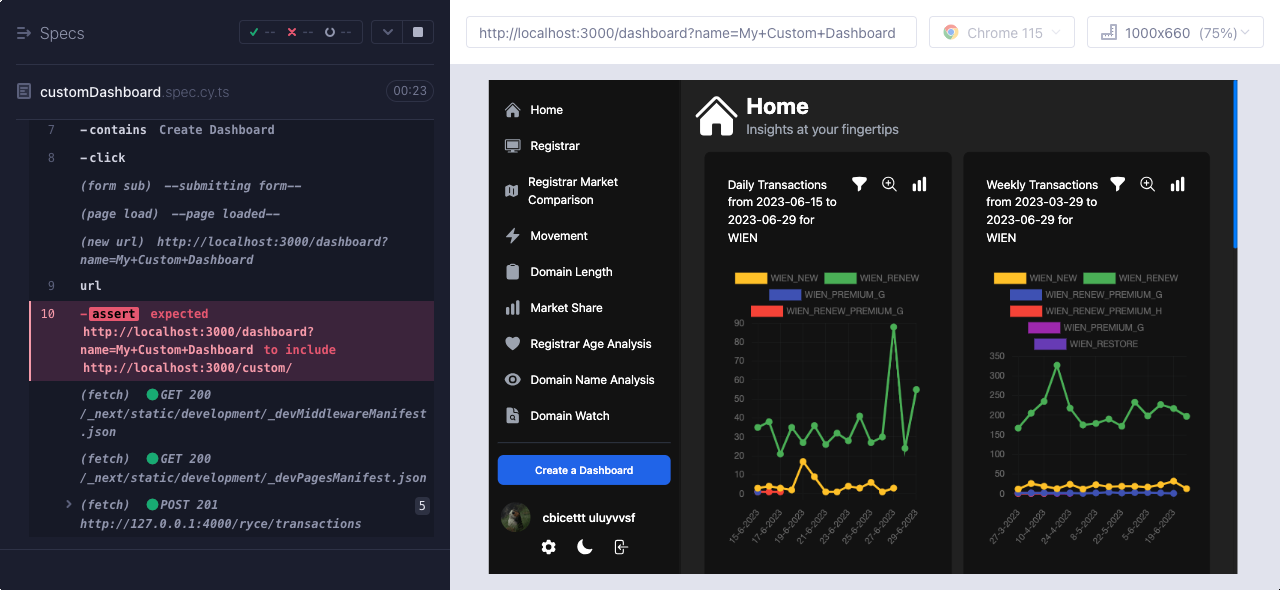 Specs
-- -- --
customDashboard.spec.cy.ts 00:23
7 -contains Create Dashboard
8 -click
(form sub) --submitting form--
(page load) --page loaded--
(new url) http://localhost:3000/dashboard?
name=My+Custom+Dashboard
9 url
10 -assert expected
http://localhost:3000/dashboard?
name=My+Custom+Dashboard to include
http://localhost:3000/custom/
(fetch) GET 200
/_next/static/development/_devMiddlewareManifest
.json
(fetch) GET 200
/_next/static/development/_devPagesManifest.json
(fetch) POST 201 5
http://127.0.0.1:4000/ryce/transactions
http://localhost:3000/dashboard?name=My+Custom+Dashboard
Chrome 115
1000x660 (75%)
Home
Registrar
Registrar Market
Comparison
Movement
Domain Length
Market Share
Registrar Age Analysis
Domain Name Analysis
Domain Watch
Create a Dashboard
cbicettt uluyvvsf
Home
Insights at your fingertips
Daily Transactions
from 2023-06-15 to
2023-06-29 for
WIEN
WIEN_NEW WIEN_RENEW
WIEN_PREMIUM_G
WIEN_RENEW_PREMIUM_G
90
80
70
60
50
40
30
20
10
0
15-6-2023
17-6-2023
19-6-2023
21-6-2023
23-6-2023
25-6-2023
27-6-2023
29-6-2023
Weekly Transactions
from 2023-03-29 to
2023-06-29 for
WIEN
WIEN_NEW WIEN_RENEW
WIEN_RENEW_PREMIUM_G
WIEN_RENEW_PREMIUM_H
WIEN_PREMIUM_G
WIEN_RESTORE
350
300
250
200
150
100
50
0
27-3-2023
10-4-2023
24-4-2023
8-5-2023
22-5-2023
5-6-2023
19-6-2023